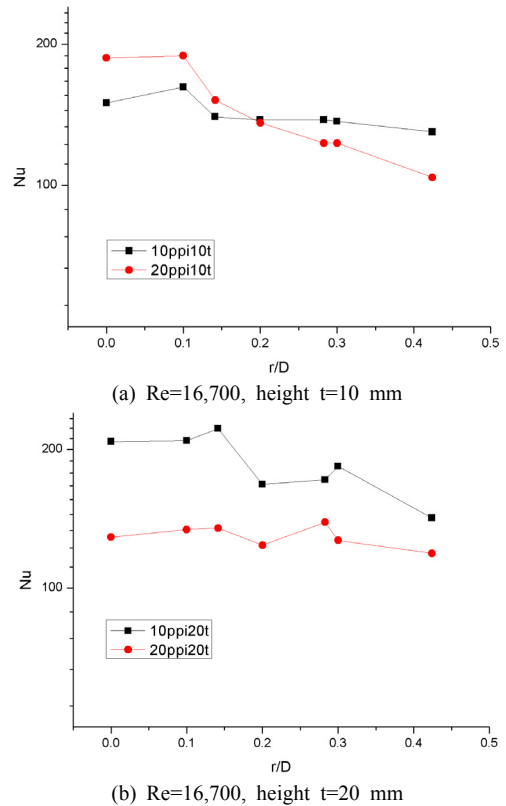 200
100
Nu
10ppi10t
20ppi10t
0.0 0.1 0.2 0.3 0.4 0.5
r/D
(a) Re=16,700, height t=10 mm
200
100
Nu
10ppi20t
20ppi20t
0.0 0.1 0.2 0.3 0.4 0.5
r/D
(b) Re=16,700, height t=20 mm